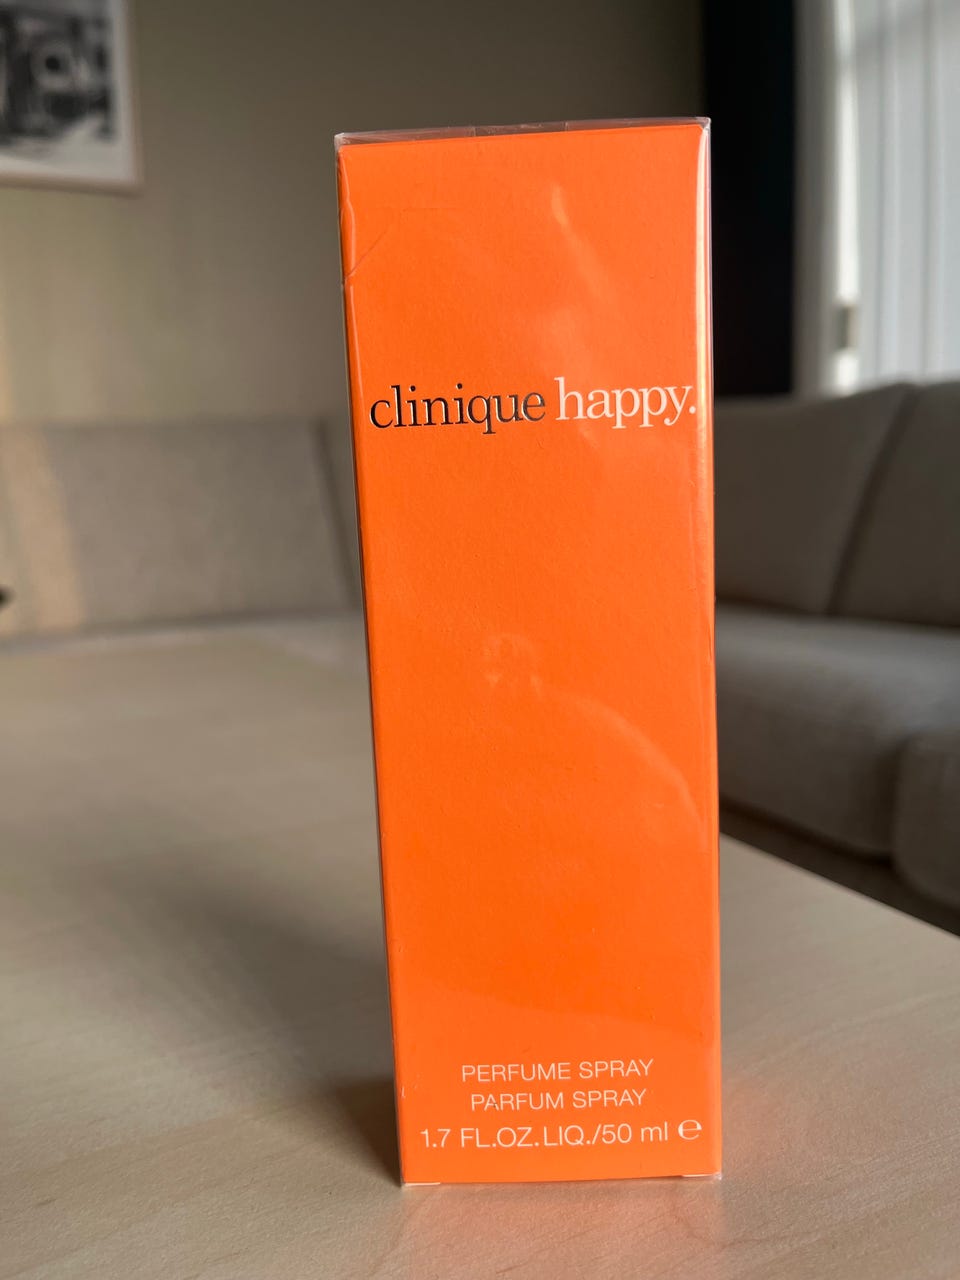 clinique happy.
PERFUME SPRAY
PARFUM SPRAY
1.7 FL.OZ.LIQ./50 ml ℮